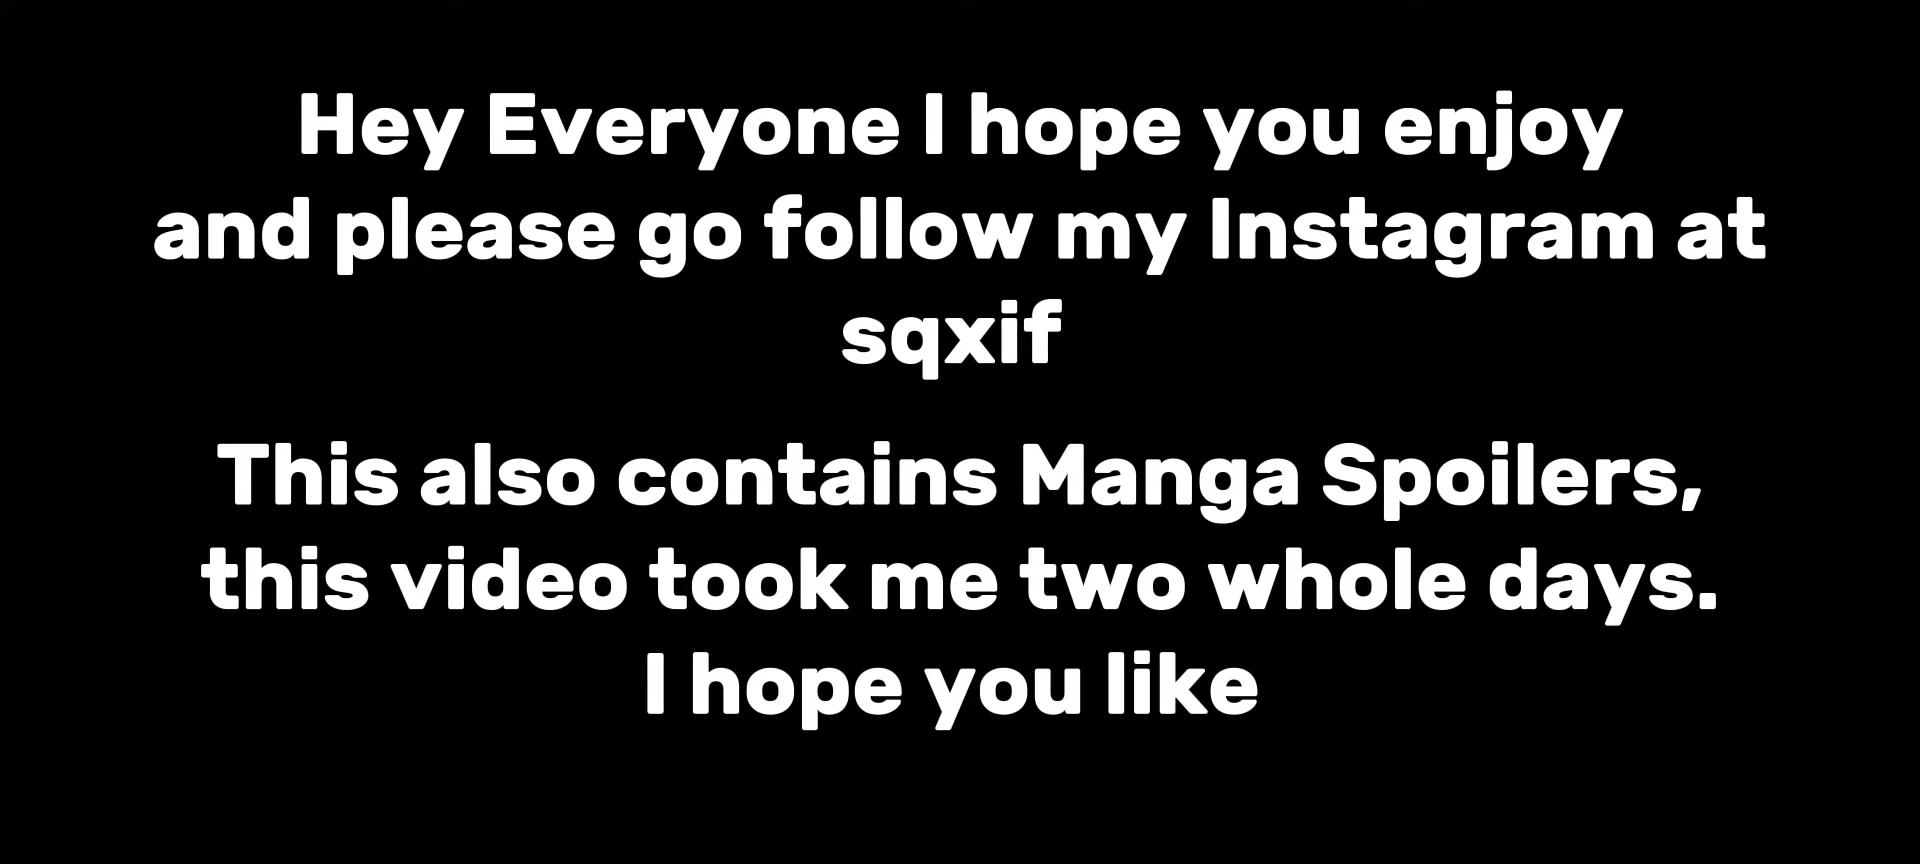 Hey Everyone I hope you enjoy
and please go follow my Instagram at
sqxif
This also contains Manga Spoilers,
this video took me two whole days.
I hope you like